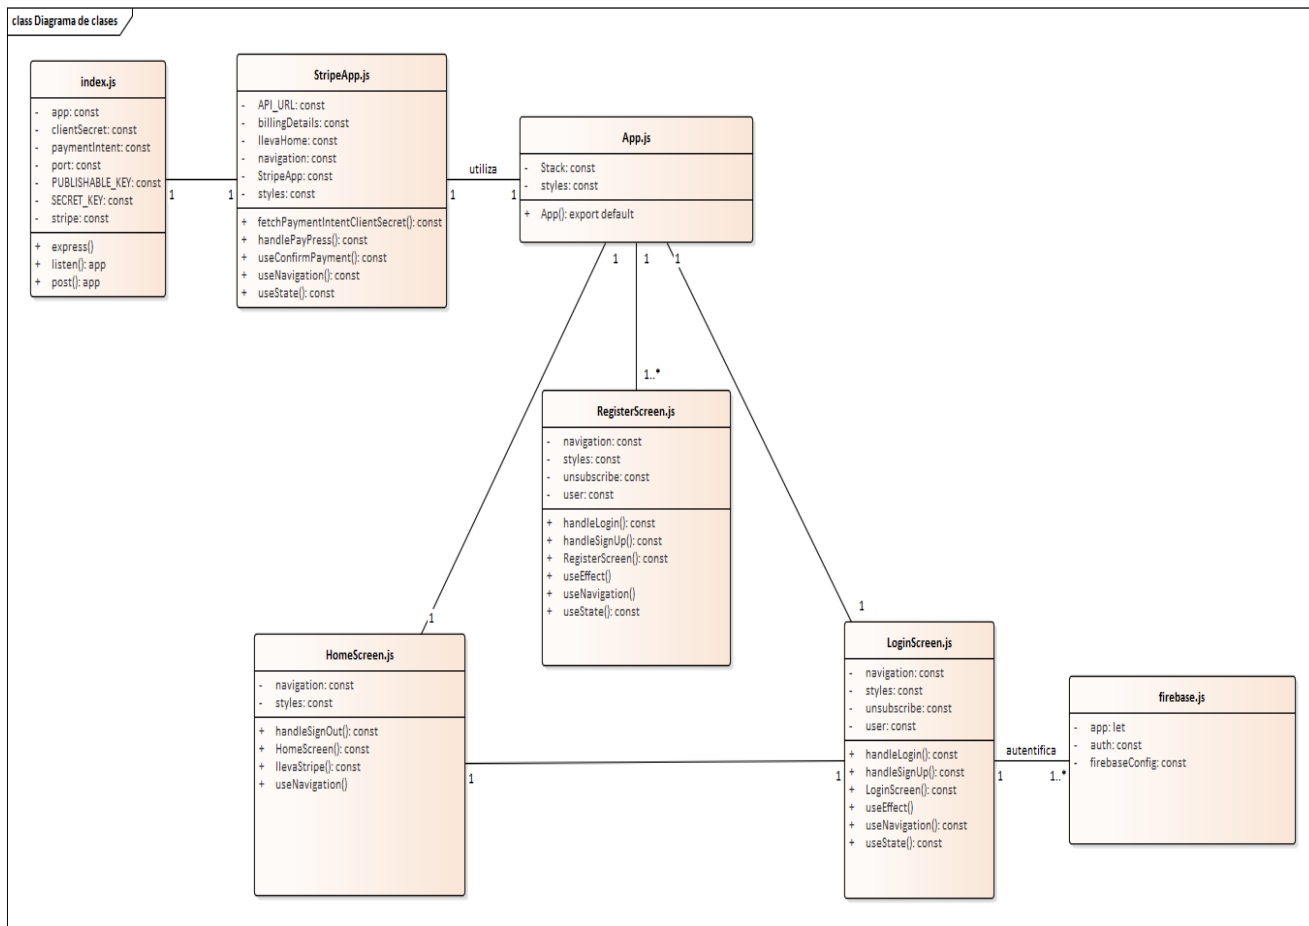 class Diagrama de clases
index.js
- app: const
- clientSecret: const
- paymentIntent: const
- port: const
- PUBLISHABLE_KEY: const
- SECRET_KEY: const
- stripe: const
+ express()
+ listen(): app
+ post(): app
1
1
StripeApp.js
- API_URL: const
- billingDetails: const
- llevaHome: const
- navigation: const
- StripeApp: const
- styles: const
+ fetchPaymentIntentClientSecret(): const
+ handlePayPress(): const
+ useConfirmPayment(): const
+ useNavigation(): const
+ useState(): const
utiliza
1
1
App.js
- Stack: const
- styles: const
+ App(): export default
1
1
1
1..*
RegisterScreen.js
- navigation: const
- styles: const
- unsubscribe: const
- user: const
+ handleLogin(): const
+ handleSignUp(): const
+ RegisterScreen(): const
+ useEffect()
+ useNavigation()
+ useState(): const
1
1
HomeScreen.js
- navigation: const
- styles: const
+ handleSignOut(): const
+ HomeScreen(): const
+ llevaStripe(): const
+ useNavigation()
1
1
LoginScreen.js
- navigation: const
- styles: const
- unsubscribe: const
- user: const
+ handleLogin(): const
+ handleSignUp(): const
+ LoginScreen(): const
+ useEffect()
+ useNavigation(): const
+ useState(): const
autentifica
1
1..*
firebase.js
- app: let
- auth: const
- firebaseConfig: const